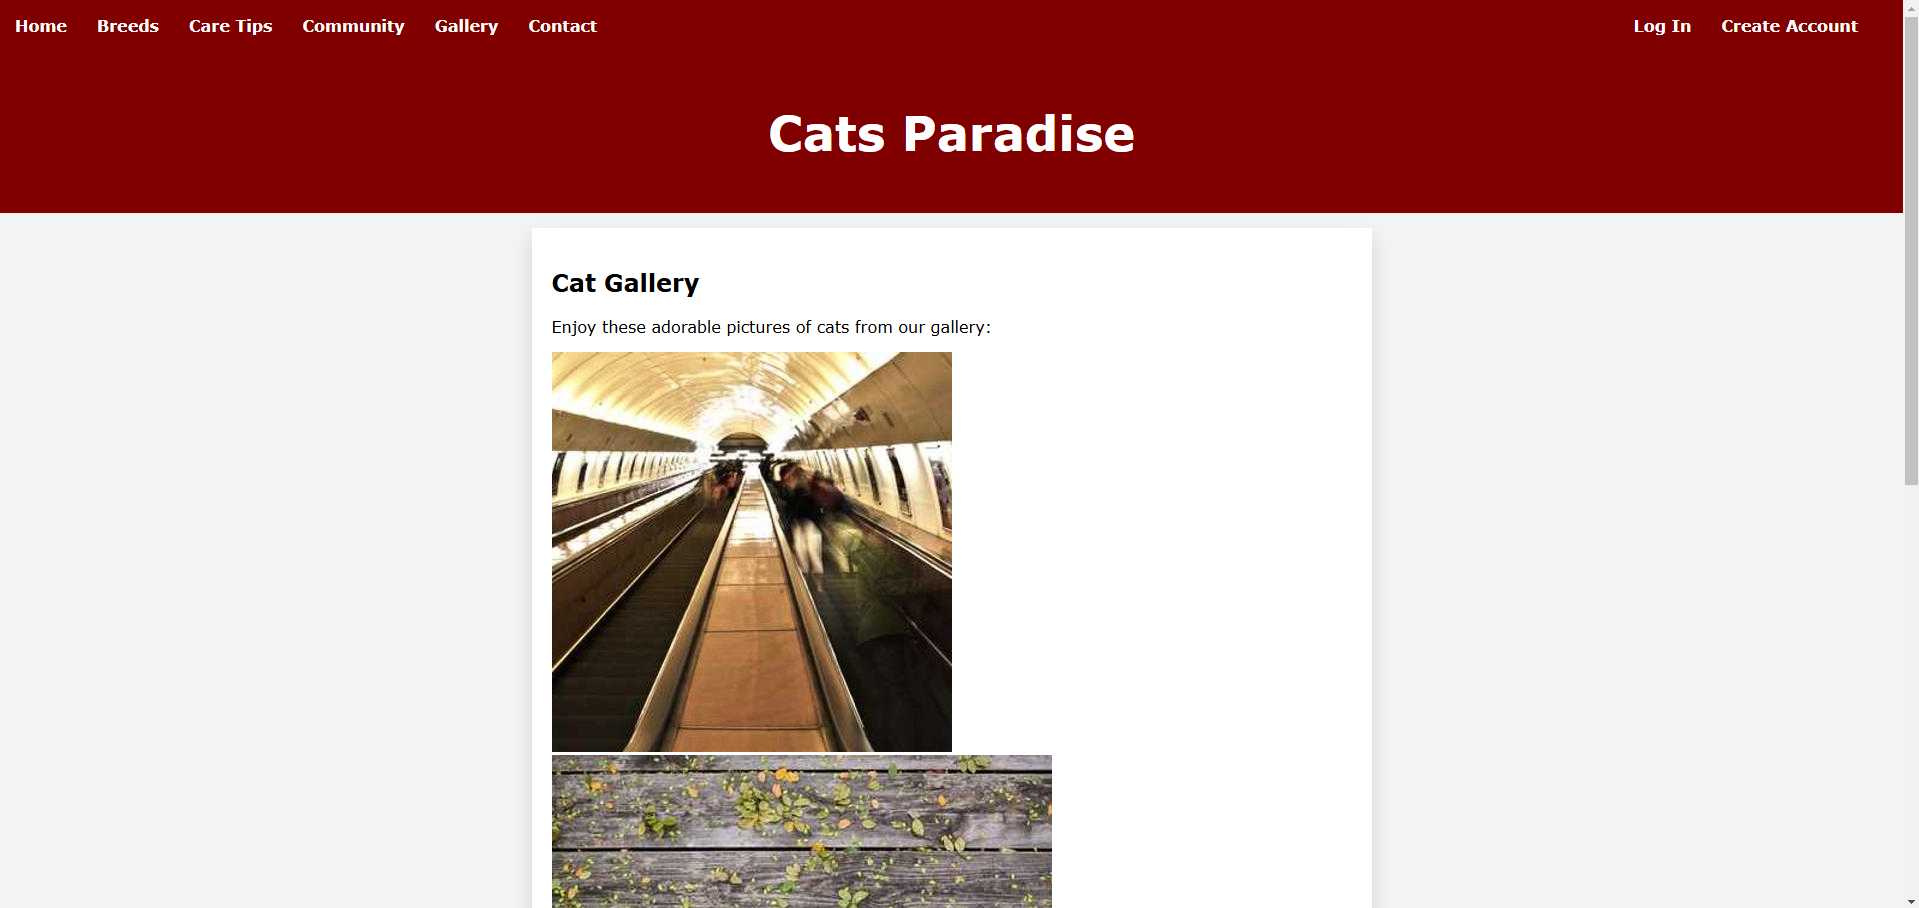 Home Breeds Care Tips Community Gallery Contact Log In Create Account
Cats Paradise
Cat Gallery
Enjoy these adorable pictures of cats from our gallery: